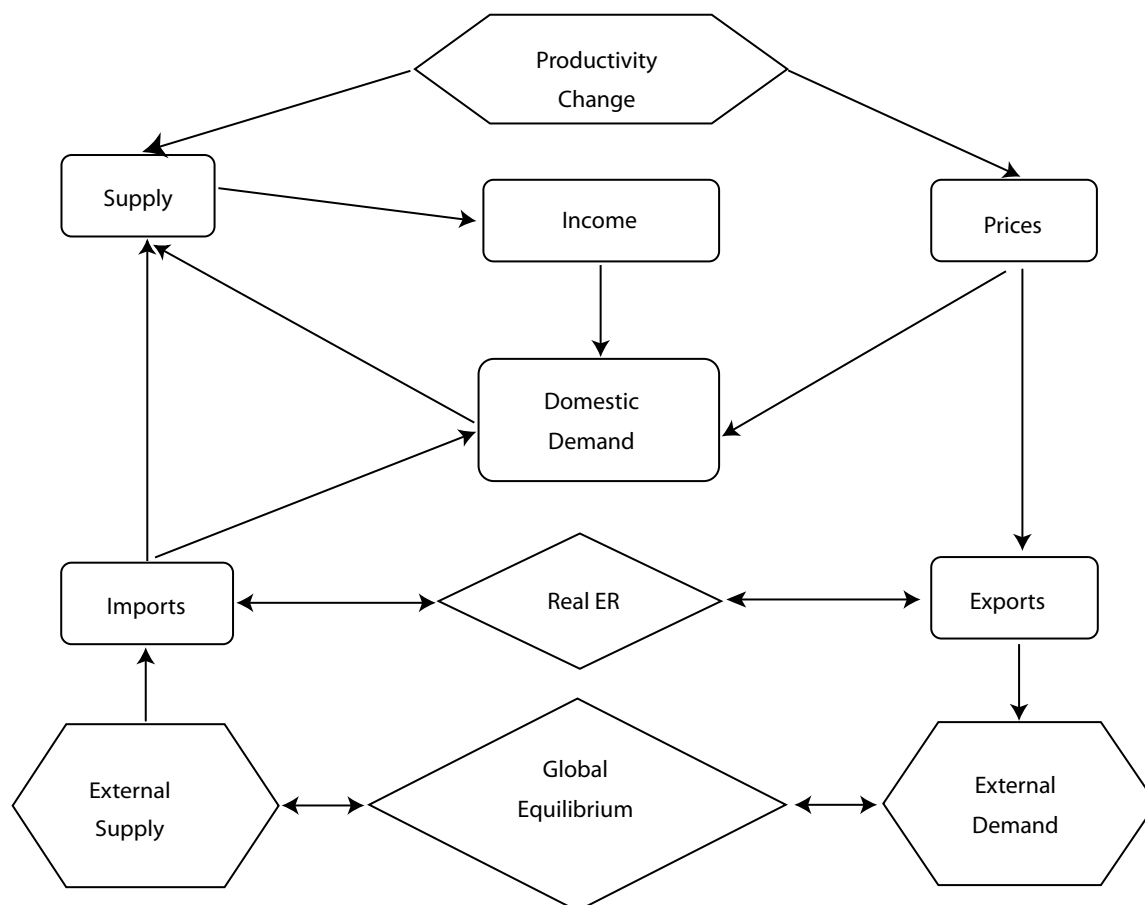 Productivity
Change
Supply
Income
Prices
Domestic
Demand
Imports
Real ER
Exports
External
Supply
Global
Equilibrium
External
Demand